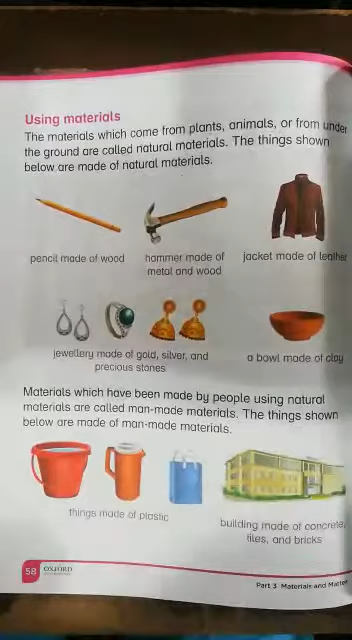 Using materials
The materials which come from plants, animals, or from under
the ground are called natural materials. The things shown
below are made of natural materials.
pencil made of wood
hammer made of
metal and wood
jacket made of leather
jewellery made of gold, silver, and
precious stones
a bowl made of clay
Materials which have been made by people using natural
materials are called man-made materials. The things shown
below are made of man-made materials.
things made of plastic
building made of concrete,
tiles, and bricks
58
OXFORD
Part 3 Materials and Matter